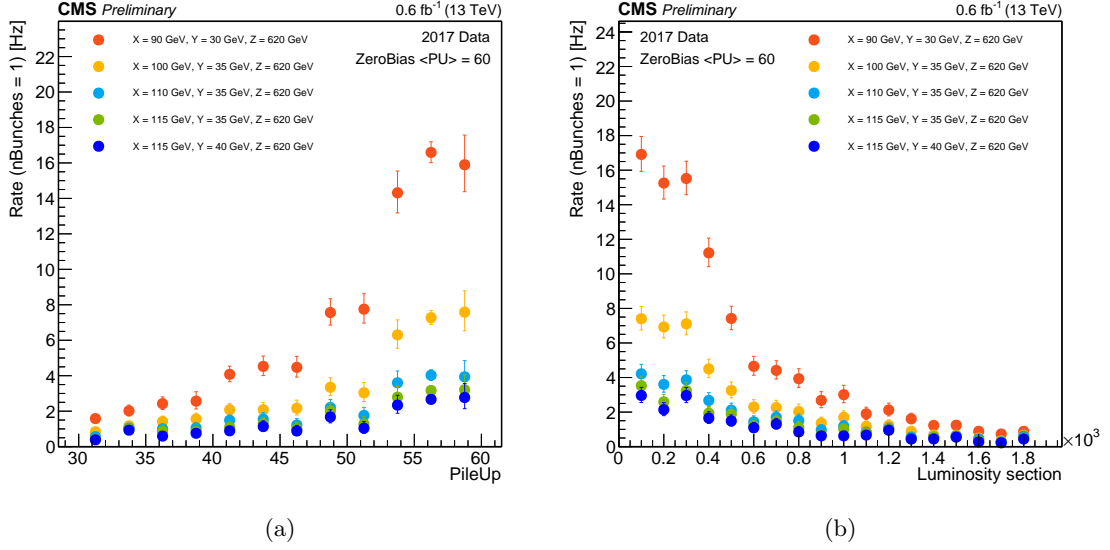 CMS Preliminary 0.6 fb⁻¹ (13 TeV)
2017 Data
ZeroBias <PU> = 60
X = 90 GeV, Y = 30 GeV, Z = 620 GeV
X = 100 GeV, Y = 35 GeV, Z = 620 GeV
X = 110 GeV, Y = 35 GeV, Z = 620 GeV
X = 115 GeV, Y = 35 GeV, Z = 620 GeV
X = 115 GeV, Y = 40 GeV, Z = 620 GeV
Rate (nBunches = 1) [Hz]
22
20
18
16
14
12
10
8
6
4
2
0
30 35 40 45 50 55 60
PileUp
(a)
CMS Preliminary 0.6 fb⁻¹ (13 TeV)
2017 Data
ZeroBias <PU> = 60
X = 90 GeV, Y = 30 GeV, Z = 620 GeV
X = 100 GeV, Y = 35 GeV, Z = 620 GeV
X = 110 GeV, Y = 35 GeV, Z = 620 GeV
X = 115 GeV, Y = 35 GeV, Z = 620 GeV
X = 115 GeV, Y = 40 GeV, Z = 620 GeV
Rate (nBunches = 1) [Hz]
24
22
20
18
16
14
12
10
8
6
4
2
0
0 0.2 0.4 0.6 0.8 1 1.2 1.4 1.6 1.8 ×10³
Luminosity section
(b)